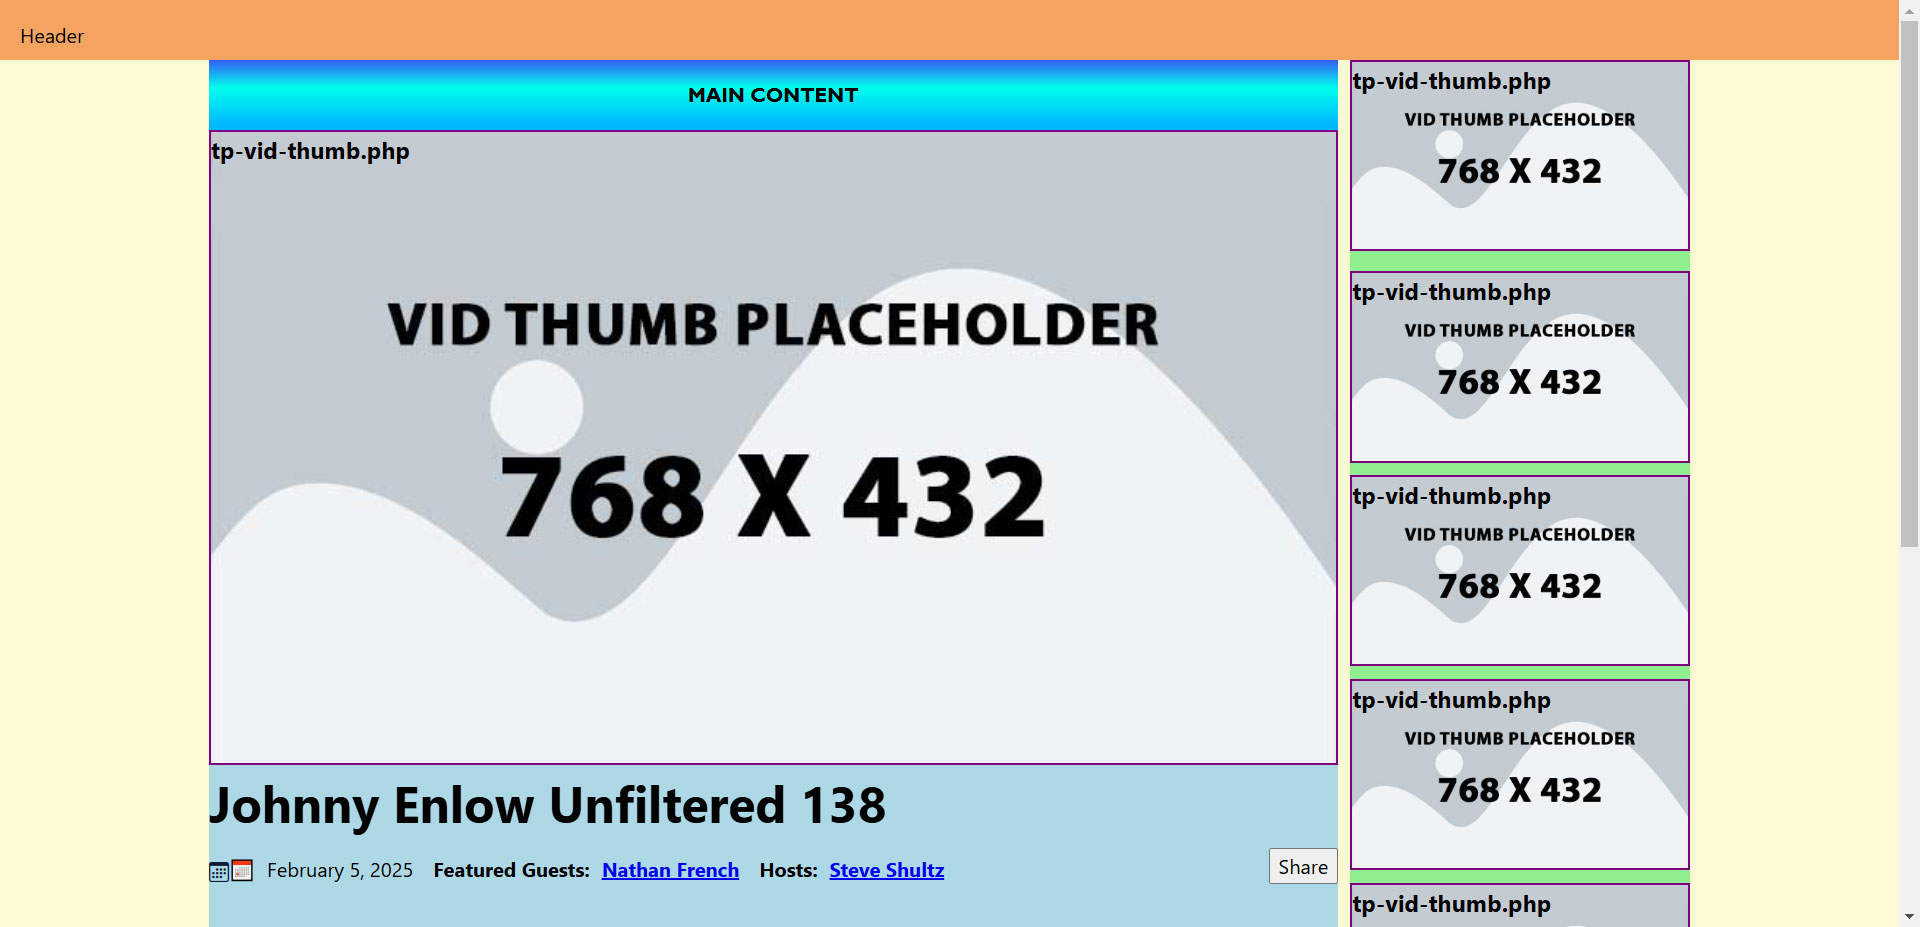 Header
MAIN CONTENT
tp-vid-thumb.php
VID THUMB PLACEHOLDER
768 X 432
Johnny Enlow Unfiltered 138
February 5, 2025 Featured Guests: Nathan French Hosts: Steve Shultz
Share
tp-vid-thumb.php
VID THUMB PLACEHOLDER
768 X 432
tp-vid-thumb.php
VID THUMB PLACEHOLDER
768 X 432
tp-vid-thumb.php
VID THUMB PLACEHOLDER
768 X 432
tp-vid-thumb.php
VID THUMB PLACEHOLDER
768 X 432
tp-vid-thumb.php